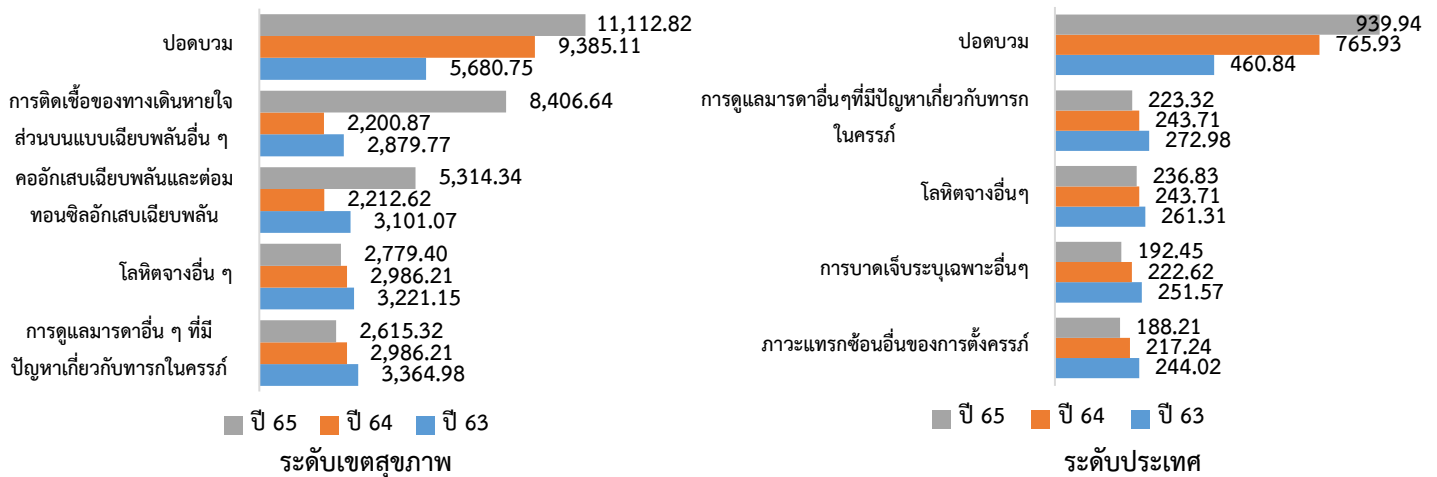 ปอดบวม
11,112.82
9,385.11
5,680.75
การติดเชื้อของทางเดินหายใจ
ส่วนบนแบบเฉียบพลันอื่น ๆ
8,406.64
2,200.87
2,879.77
คออักเสบเฉียบพลันและต่อม
ทอนซิลอักเสบเฉียบพลัน
5,314.34
2,212.62
3,101.07
โลหิตจางอื่น ๆ
2,779.40
2,986.21
3,221.15
การดูแลมารดาอื่น ๆ ที่มี
ปัญหาเกี่ยวกับทารกในครรภ์
2,615.32
2,986.21
3,364.98
ปี 65 ปี 64 ปี 63
ระดับเขตสุขภาพ
ปอดบวม
939.94
765.93
460.84
การดูแลมารดาอื่นๆที่มีปัญหาเกี่ยวกับทารก
ในครรภ์
223.32
243.71
272.98
โลหิตจางอื่นๆ
236.83
243.71
261.31
การบาดเจ็บระบุเฉพาะอื่นๆ
192.45
222.62
251.57
ภาวะแทรกซ้อนอื่นของการตั้งครรภ์
188.21
217.24
244.02
ปี 65 ปี 64 ปี 63
ระดับประเทศ